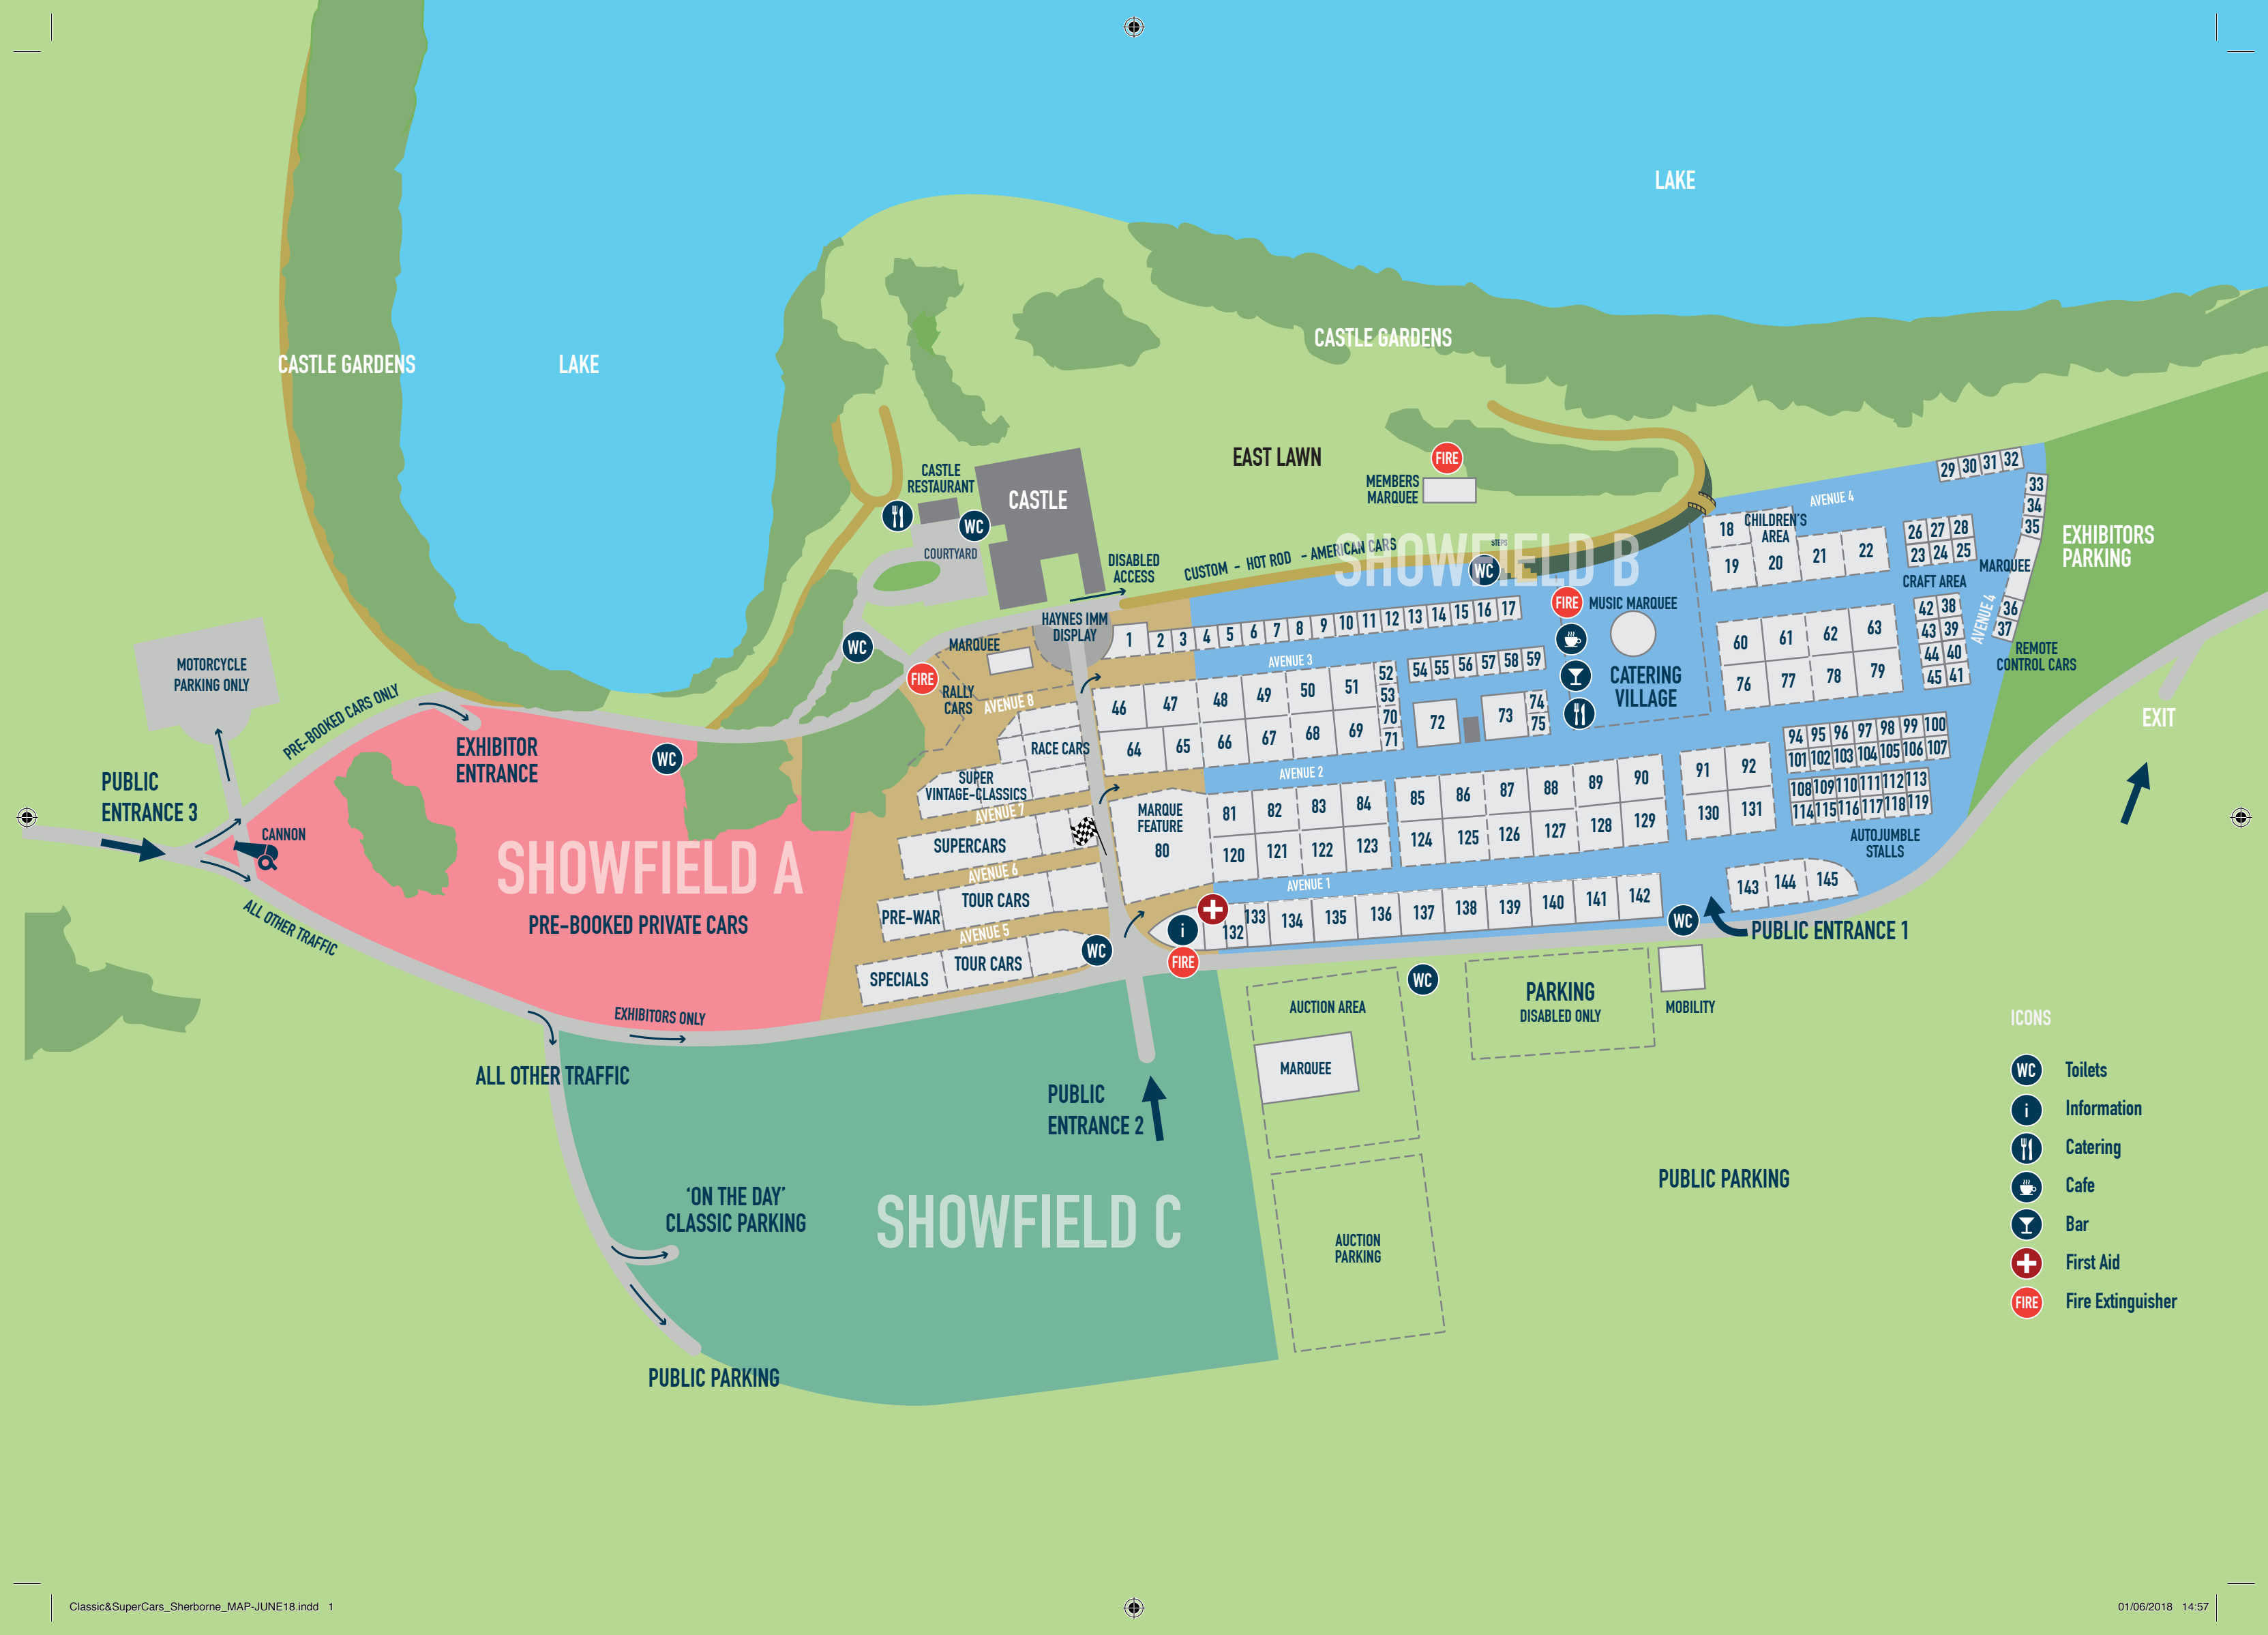 LAKE
CASTLE GARDENS
CASTLE GARDENS
LAKE
EAST LAWN
FIRE
MEMBERS
MARQUEE
CASTLE
RESTAURANT
CASTLE
WC
COURTYARD
DISABLED
ACCESS
CUSTOM - HOT ROD - AMERICAN CARS
STEPS
SHOWFIELD B
WC
AVENUE 4
29 30 31 32
33
34
35
EXHIBITORS
PARKING
MARQUEE
36
37
AVENUE 4
REMOTE
CONTROL CARS
18
CHILDREN'S
AREA
19 20 21 22
26 27 28
23 24 25
CRAFT AREA
42 38
43 39
44 40
45 41
60 61 62 63
76 77 78 79
FIRE
MUSIC MARQUEE
CATERING
VILLAGE
HAYNES IMM
DISPLAY
1 2 3 4 5 6 7 8 9 10 11 12 13 14 15 16 17
AVENUE 3
46 47 48 49 50 51 52
53
54 55 56 57 58 59
64 65 66 67 68 69 70
71
72 73 74
75
AVENUE 2
WC
MARQUEE
FIRE
RALLY
CARS
AVENUE 8
RACE CARS
SUPER
VINTAGE-CLASSICS
AVENUE 7
SUPERCARS
AVENUE 6
PRE-WAR
TOUR CARS
AVENUE 5
SPECIALS
TOUR CARS
WC
MARQUE
FEATURE
80
81 82 83 84
120 121 122 123
85 86 87 88 89 90
124 125 126 127 128 129
91 92
130 131
94 95 96 97 98 99 100
101 102 103 104 105 106 107
108 109 110 111 112 113
114 115 116 117 118 119
AUTOJUMBLE
STALLS
AVENUE 1
i
FIRE
132 133 134 135 136 137 138 139 140 141 142
143 144 145
WC
PUBLIC ENTRANCE 1
EXIT
MOTORCYCLE
PARKING ONLY
PRE-BOOKED CARS ONLY
EXHIBITOR
ENTRANCE
WC
PUBLIC
ENTRANCE 3
CANNON
ALL OTHER TRAFFIC
SHOWFIELD A
PRE-BOOKED PRIVATE CARS
EXHIBITORS ONLY
ALL OTHER TRAFFIC
PUBLIC
ENTRANCE 2
'ON THE DAY'
CLASSIC PARKING
SHOWFIELD C
PUBLIC PARKING
AUCTION AREA
MARQUEE
AUCTION
PARKING
WC
PARKING
DISABLED ONLY
MOBILITY
PUBLIC PARKING
ICONS
WC Toilets
i Information
Catering
Cafe
Bar
First Aid
FIRE Fire Extinguisher
Classic&SuperCars_Sherborne_MAP-JUNE18.indd 1
01/06/2018 14:57